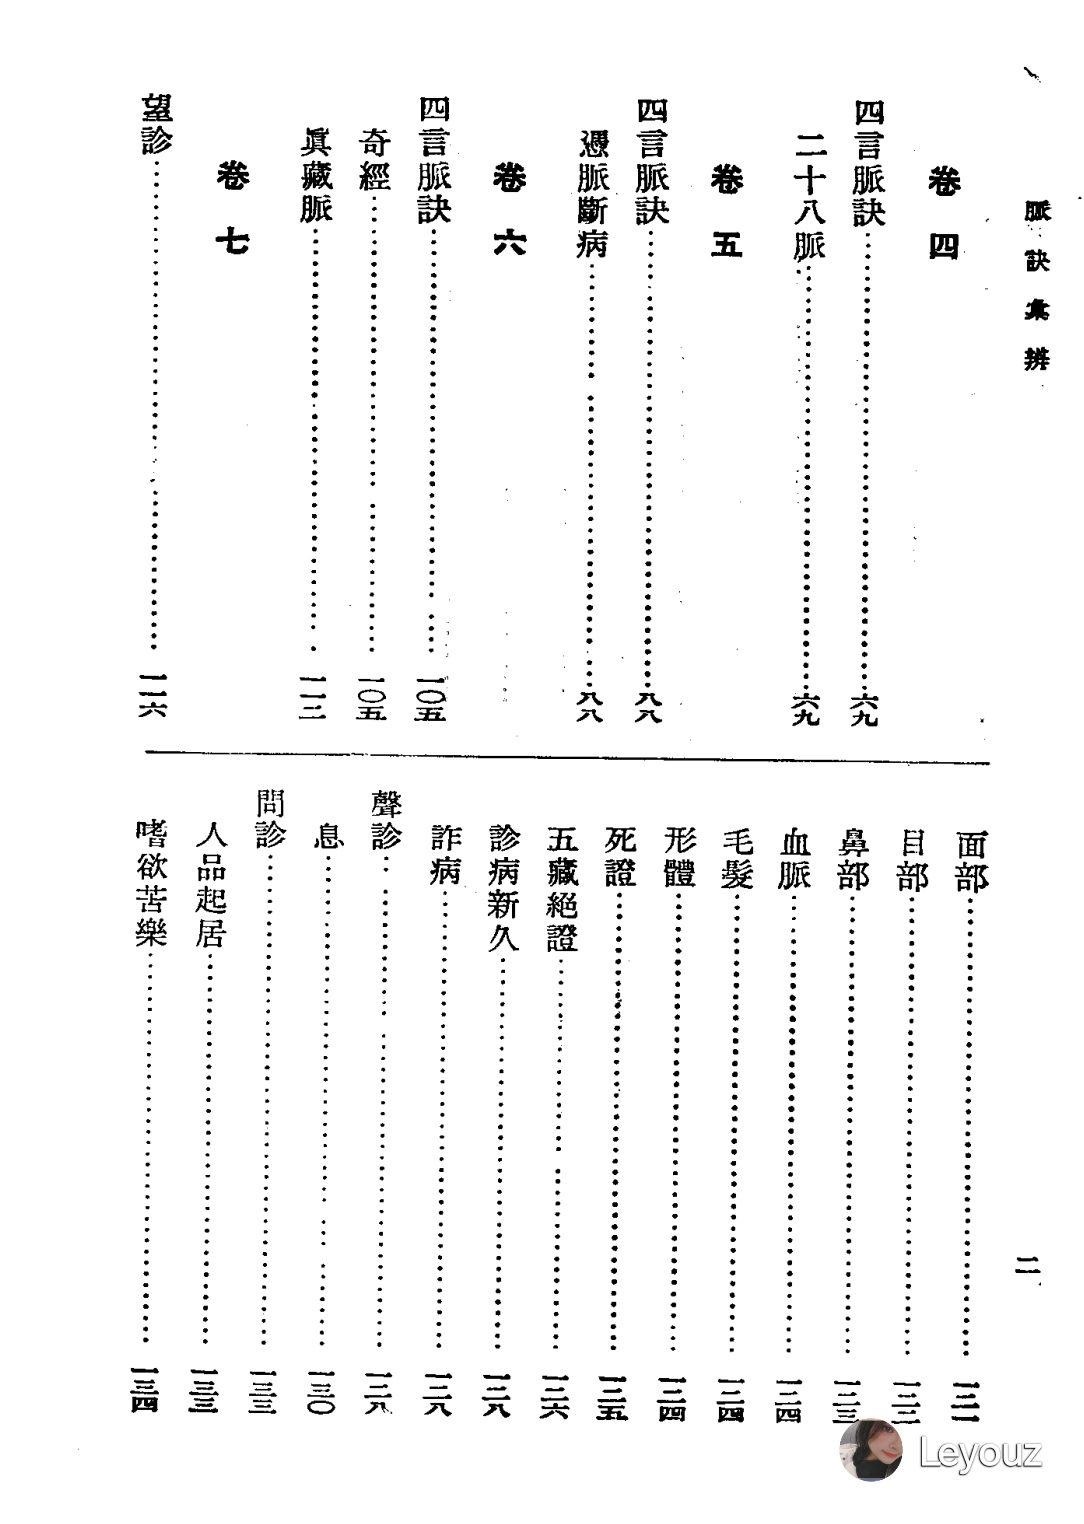 脈訣彙辨
二
卷四
四言脈訣……六九
二十八脈……六九
卷五
四言脈訣……八八
憑脈斷病……八八
卷六
四言脈訣……一〇五
奇經……一〇五
眞藏脈……一一二
卷七
望診……一一六
面部……一二一
目部……一二二
鼻部……一二三
血脈……一二四
毛髮……一二四
形體……一二四
死證……一二五
五藏絕證……一二六
診病新久……一二八
詐病……一二八
聲診……一二八
息……一三〇
問診……一三三
人品起居……一三三
嗜欲苦樂……一三四
Leyouz